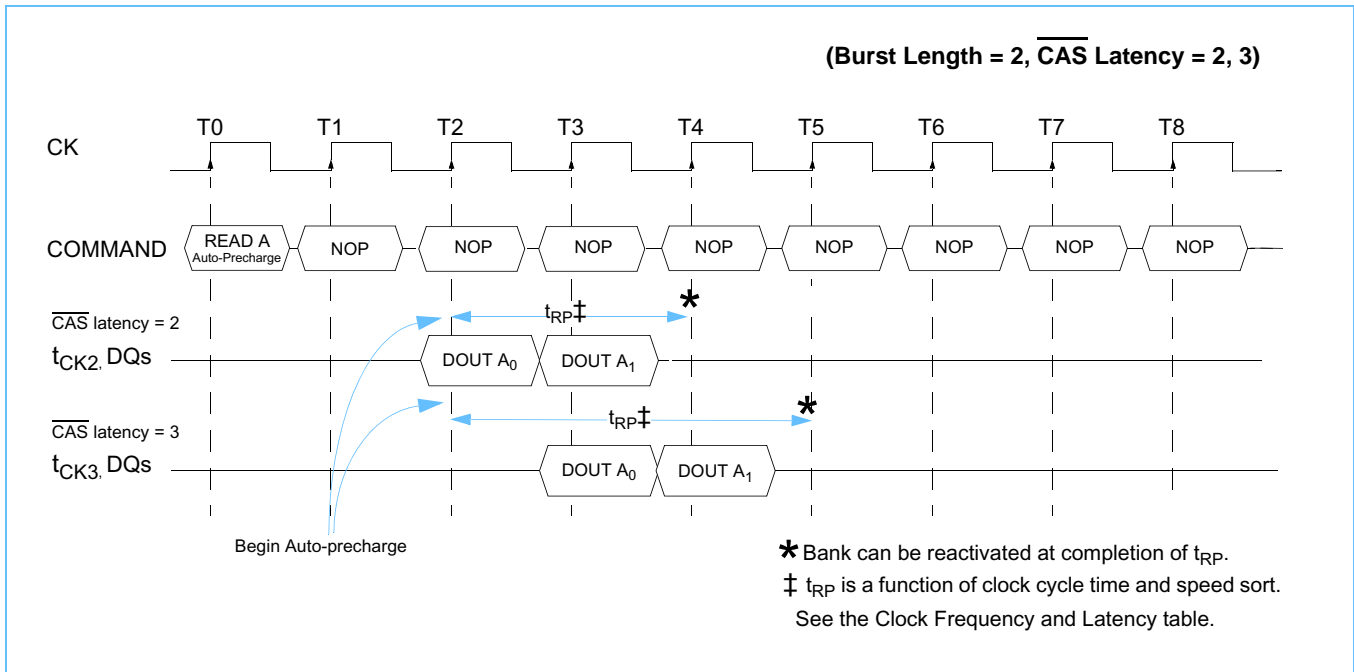 (Burst Length = 2, CAS Latency = 2, 3)
T0 T1 T2 T3 T4 T5 T6 T7 T8
CK
COMMAND
READ A
Auto-Precharge
NOP NOP NOP NOP NOP NOP NOP NOP
*
tRP‡
CAS latency = 2
tCK2, DQs
DOUT A0 DOUT A1
*
tRP‡
CAS latency = 3
tCK3, DQs
DOUT A0 DOUT A1
Begin Auto-precharge
* Bank can be reactivated at completion of tRP.
‡ tRP is a function of clock cycle time and speed sort.
See the Clock Frequency and Latency table.